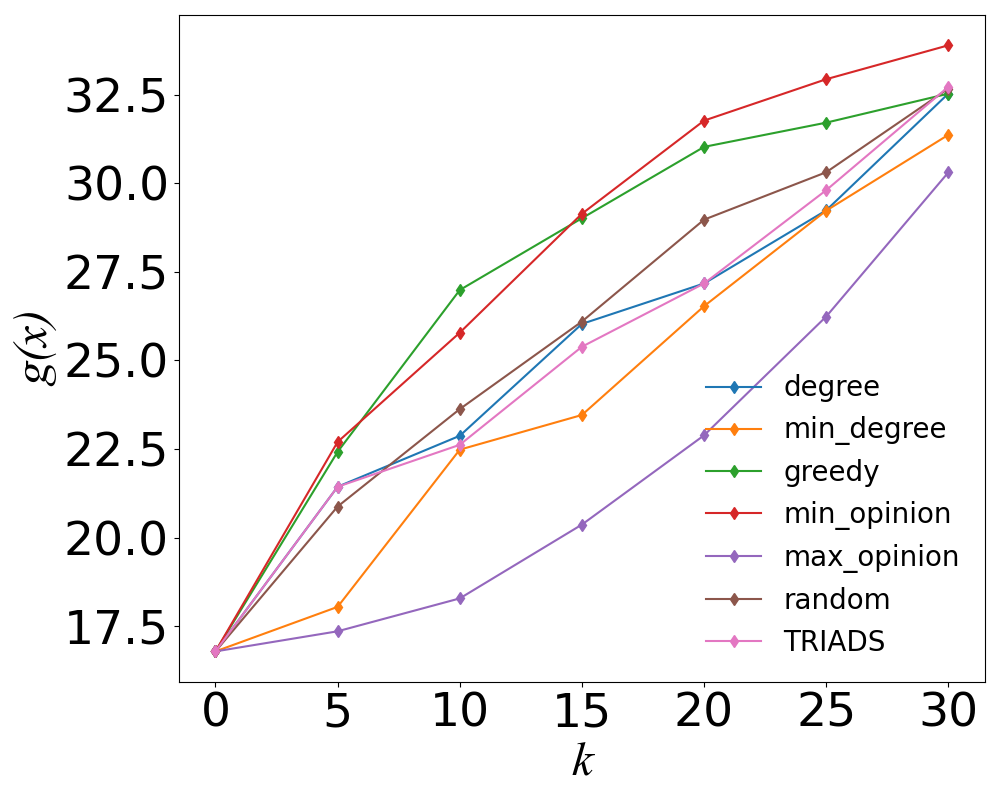 32.5
30.0
27.5
25.0
22.5
20.0
17.5
g(x)
degree
min_degree
greedy
min_opinion
max_opinion
random
TRIADS
0 5 10 15 20 25 30
k